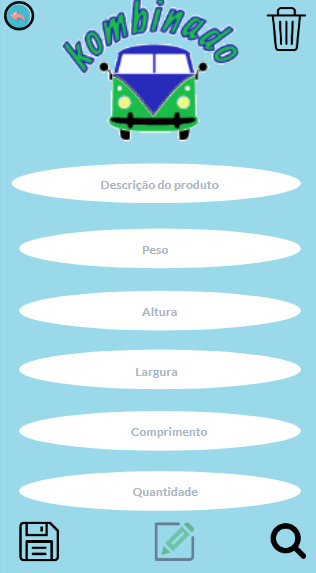 kombinado
Descrição do produto
Peso
Altura
Largura
Comprimento
Quantidade